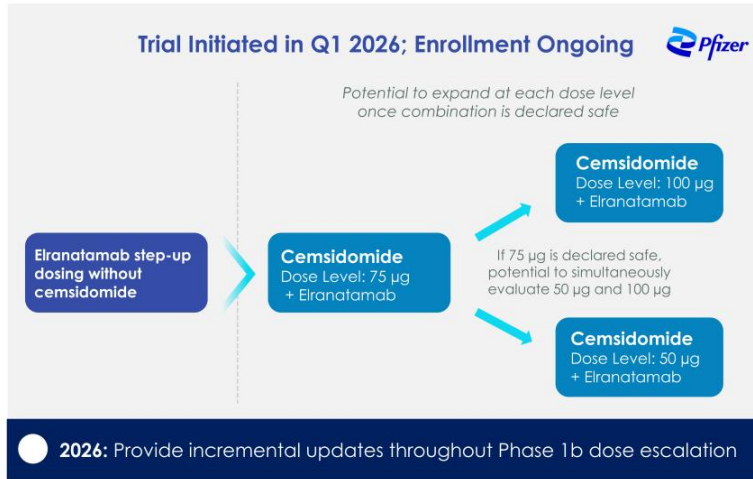 Trial Initiated in Q1 2026; Enrollment Ongoing
Pfizer
Potential to expand at each dose level
once combination is declared safe
Elranatamab step-up
dosing without
cemsidomide
Cemsidomide
Dose Level: 75 µg
+ Elranatamab
Cemsidomide
Dose Level: 100 µg
+ Elranatamab
If 75 µg is declared safe,
potential to simultaneously
evaluate 50 µg and 100 µg
Cemsidomide
Dose Level: 50 µg
+ Elranatamab
2026: Provide incremental updates throughout Phase 1b dose escalation